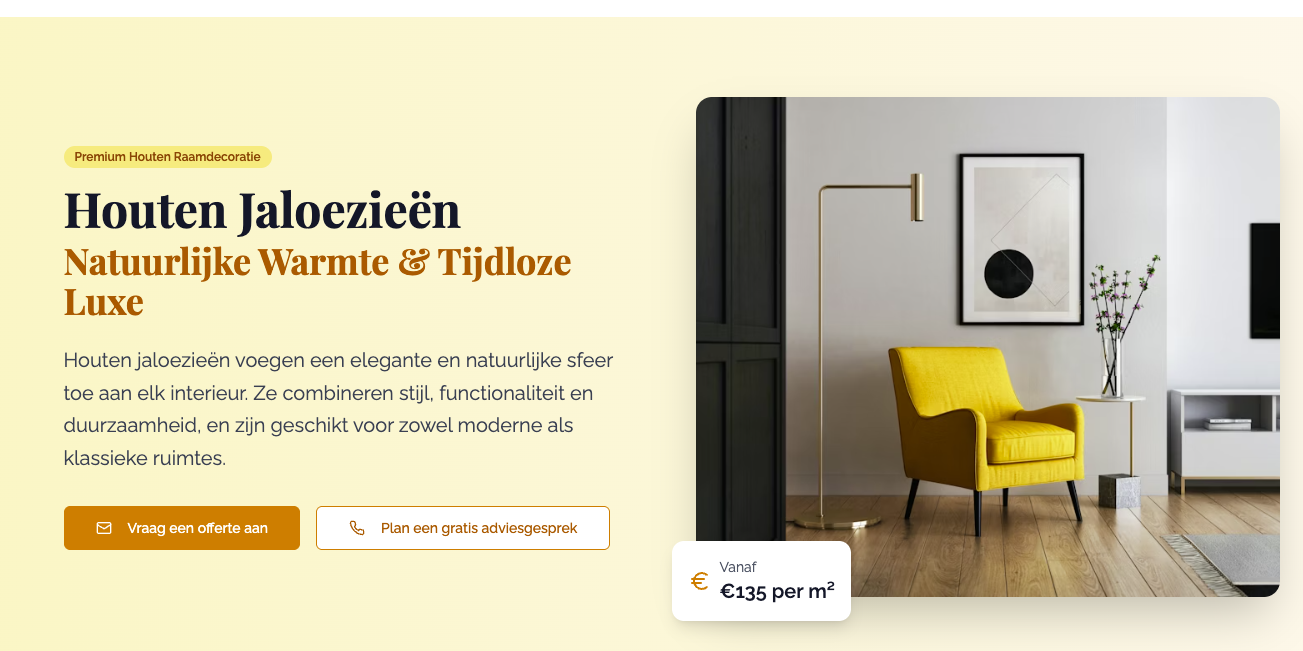 Premium Houten Raamdecoratie
Houten Jaloezieën
Natuurlijke Warmte & Tijdloze
Luxe
Houten jaloezieën voegen een elegante en natuurlijke sfeer
toe aan elk interieur. Ze combineren stijl, functionaliteit en
duurzaamheid, en zijn geschikt voor zowel moderne als
klassieke ruimtes.
Vraag een offerte aan
Plan een gratis adviesgesprek
€
Vanaf
€135 per m²